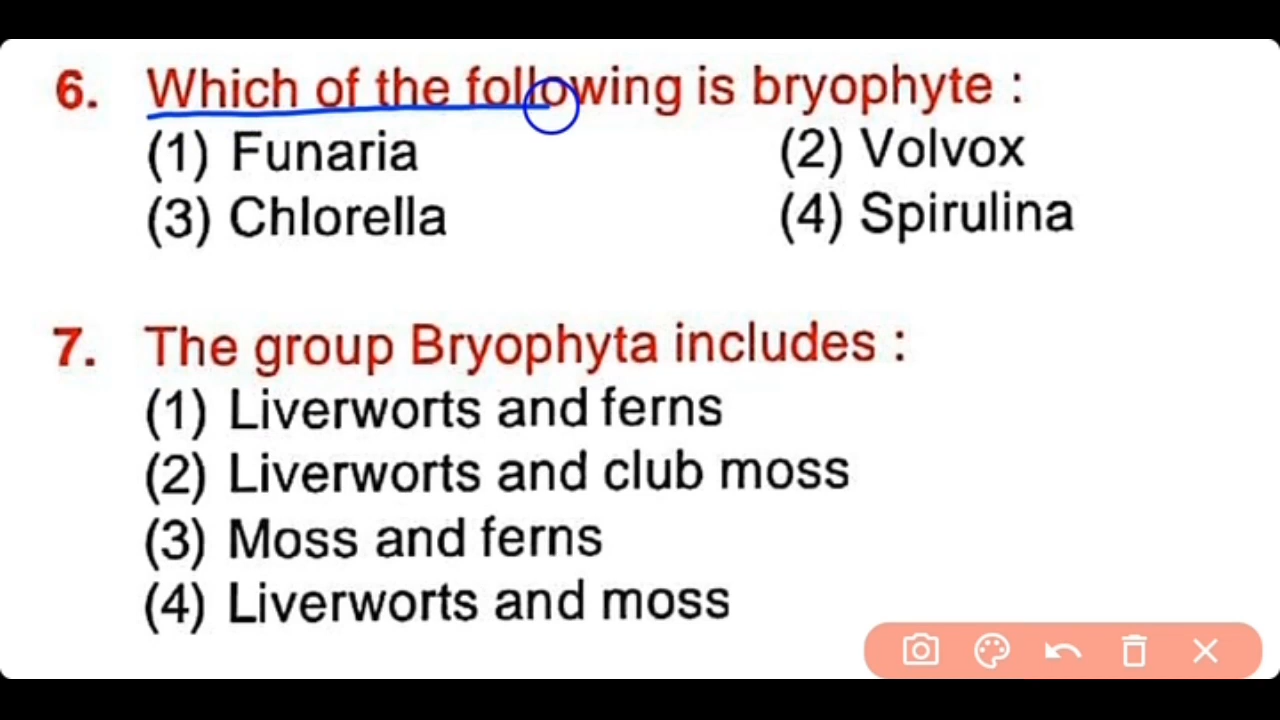 6. Which of the following is bryophyte :
(1) Funaria (2) Volvox
(3) Chlorella (4) Spirulina
7. The group Bryophyta includes :
(1) Liverworts and ferns
(2) Liverworts and club moss
(3) Moss and ferns
(4) Liverworts and moss